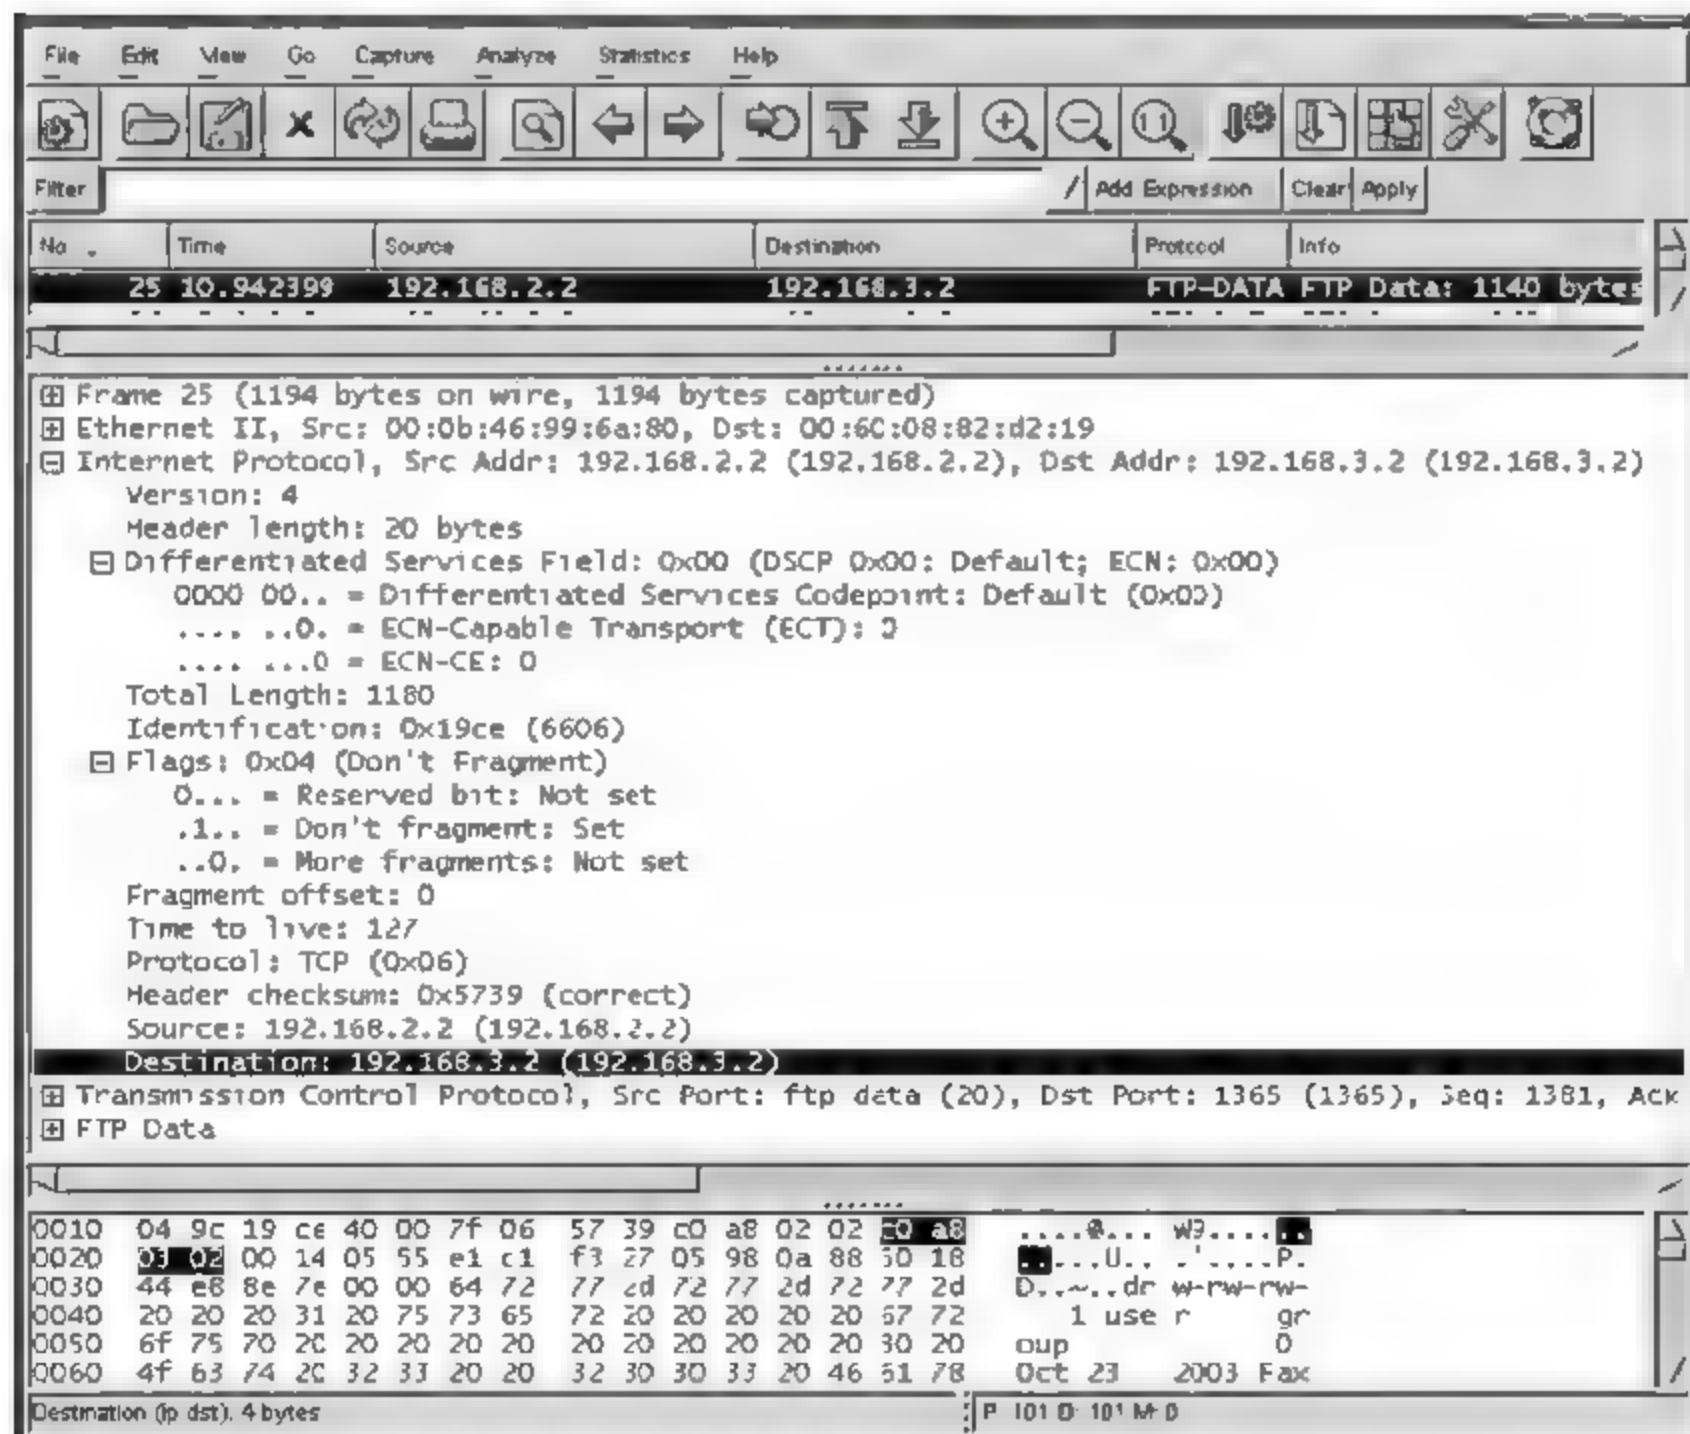 File Edit View Go Capture Analyze Statistics Help
Filter / Add Expression Clear Apply
No . Time Source Destination Protocol Info
25 10.942399 192.168.2.2 192.168.3.2 FTP-DATA FTP Data: 1140 bytes
Frame 25 (1194 bytes on wire, 1194 bytes captured)
Ethernet II, Src: 00:0b:46:99:6a:80, Dst: 00:60:08:82:d2:19
Internet Protocol, Src Addr: 192.168.2.2 (192.168.2.2), Dst Addr: 192.168.3.2 (192.168.3.2)
Version: 4
Header length: 20 bytes
Differentiated Services Field: 0x00 (DSCP 0x00: Default; ECN: 0x00)
0000 00.. = Differentiated Services Codepoint: Default (0x00)
.... ..0. = ECN-Capable Transport (ECT): 0
.... ...0 = ECN-CE: 0
Total Length: 1180
Identification: 0x19ce (6606)
Flags: 0x04 (Don't Fragment)
0... = Reserved bit: Not set
.1.. = Don't fragment: Set
..0. = More fragments: Not set
Fragment offset: 0
Time to live: 127
Protocol: TCP (0x06)
Header checksum: 0x5739 (correct)
Source: 192.168.2.2 (192.168.2.2)
Destination: 192.168.3.2 (192.168.3.2)
Transmission Control Protocol, Src Port: ftp data (20), Dst Port: 1365 (1365), Seq: 1381, Ack
FTP Data
0010 04 9c 19 ce 40 00 7f 06 57 39 c0 a8 02 02 c0 a8 ....@... W9......
0020 03 02 00 14 05 55 e1 c1 f3 27 05 98 0a 88 50 18 .....U.. .'....P.
0030 44 e8 8e 7e 00 00 64 72 77 2d 72 77 2d 72 77 2d D..~..dr w-rw-rw-
0040 20 20 20 31 20 75 73 65 72 20 20 20 20 20 67 72 1 use r gr
0050 6f 75 70 20 20 20 20 20 20 20 20 20 20 20 30 20 oup 0
0060 4f 63 74 20 32 33 20 20 32 30 30 33 20 46 61 78 Oct 23 2003 Fax
Destination (ip dst), 4 bytes P 101 D 101 M 0